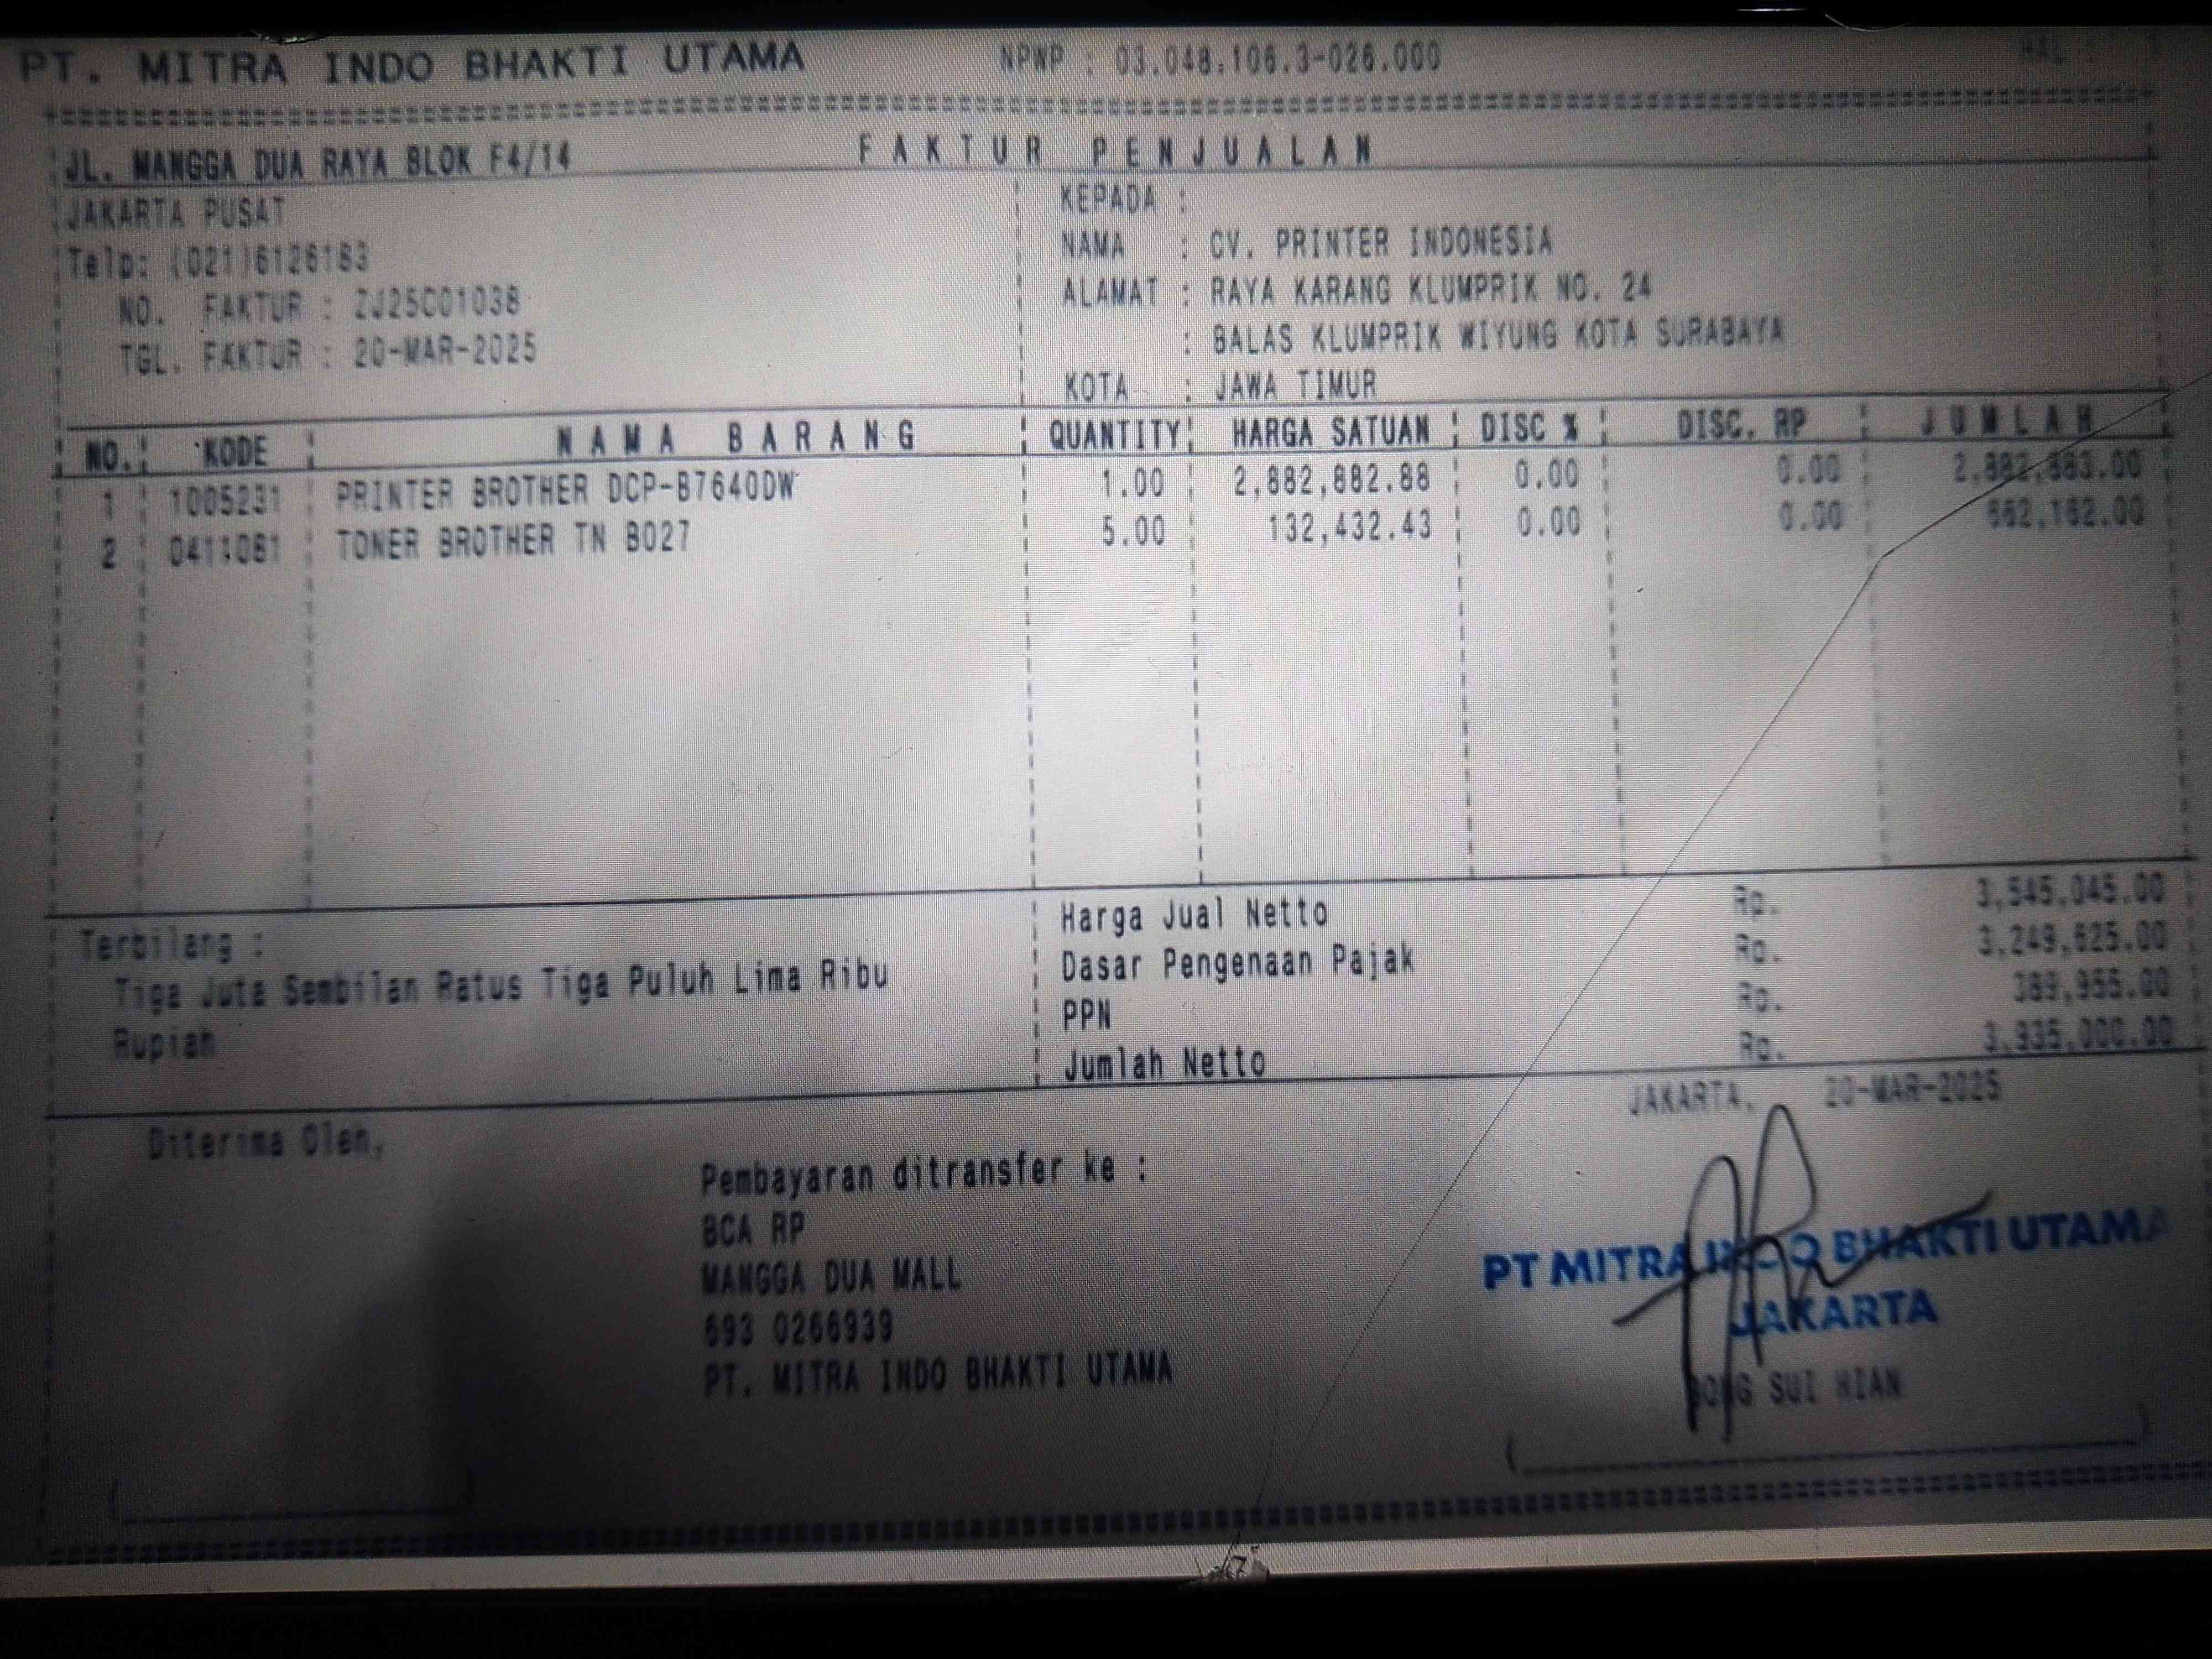 PT. MITRA INDO BHAKTI UTAMA NPWP : 03.048.106.3-026.000 HAL :
JL. MANGGA DUA RAYA BLOK F4/14 FAKTUR PENJUALAN
JAKARTA PUSAT KEPADA :
Telp: (021)6126183 NAMA : CV. PRINTER INDONESIA
NO. FAKTUR : ZJ25C01038 ALAMAT : RAYA KARANG KLUMPRIK NO. 24
TGL. FAKTUR : 20-MAR-2025 : BALAS KLUMPRIK WIYUNG KOTA SURABAYA
KOTA : JAWA TIMUR
NO. KODE NAMA BARANG QUANTITY HARGA SATUAN DISC % DISC. RP JUMLAH
1 1005231 PRINTER BROTHER DCP-B7640DW 1.00 2,882,882.88 0.00 0.00 2,882,883.00
2 0411081 TONER BROTHER TN B027 5.00 132,432.43 0.00 0.00 662,162.00
Terbilang : Harga Jual Netto Rp. 3,545,045.00
Tiga Juta Sembilan Ratus Tiga Puluh Lima Ribu Dasar Pengenaan Pajak Rp. 3,249,625.00
Rupiah PPN Rp. 389,955.00
Jumlah Netto Rp. 3,935,000.00
JAKARTA, 20-MAR-2025
Diterima Oleh,
Pembayaran ditransfer ke :
BCA RP
MANGGA DUA MALL
693 0266939
PT. MITRA INDO BHAKTI UTAMA
PT MITRA INDO BHAKTI UTAMA
JAKARTA
BONG SUI HIAN